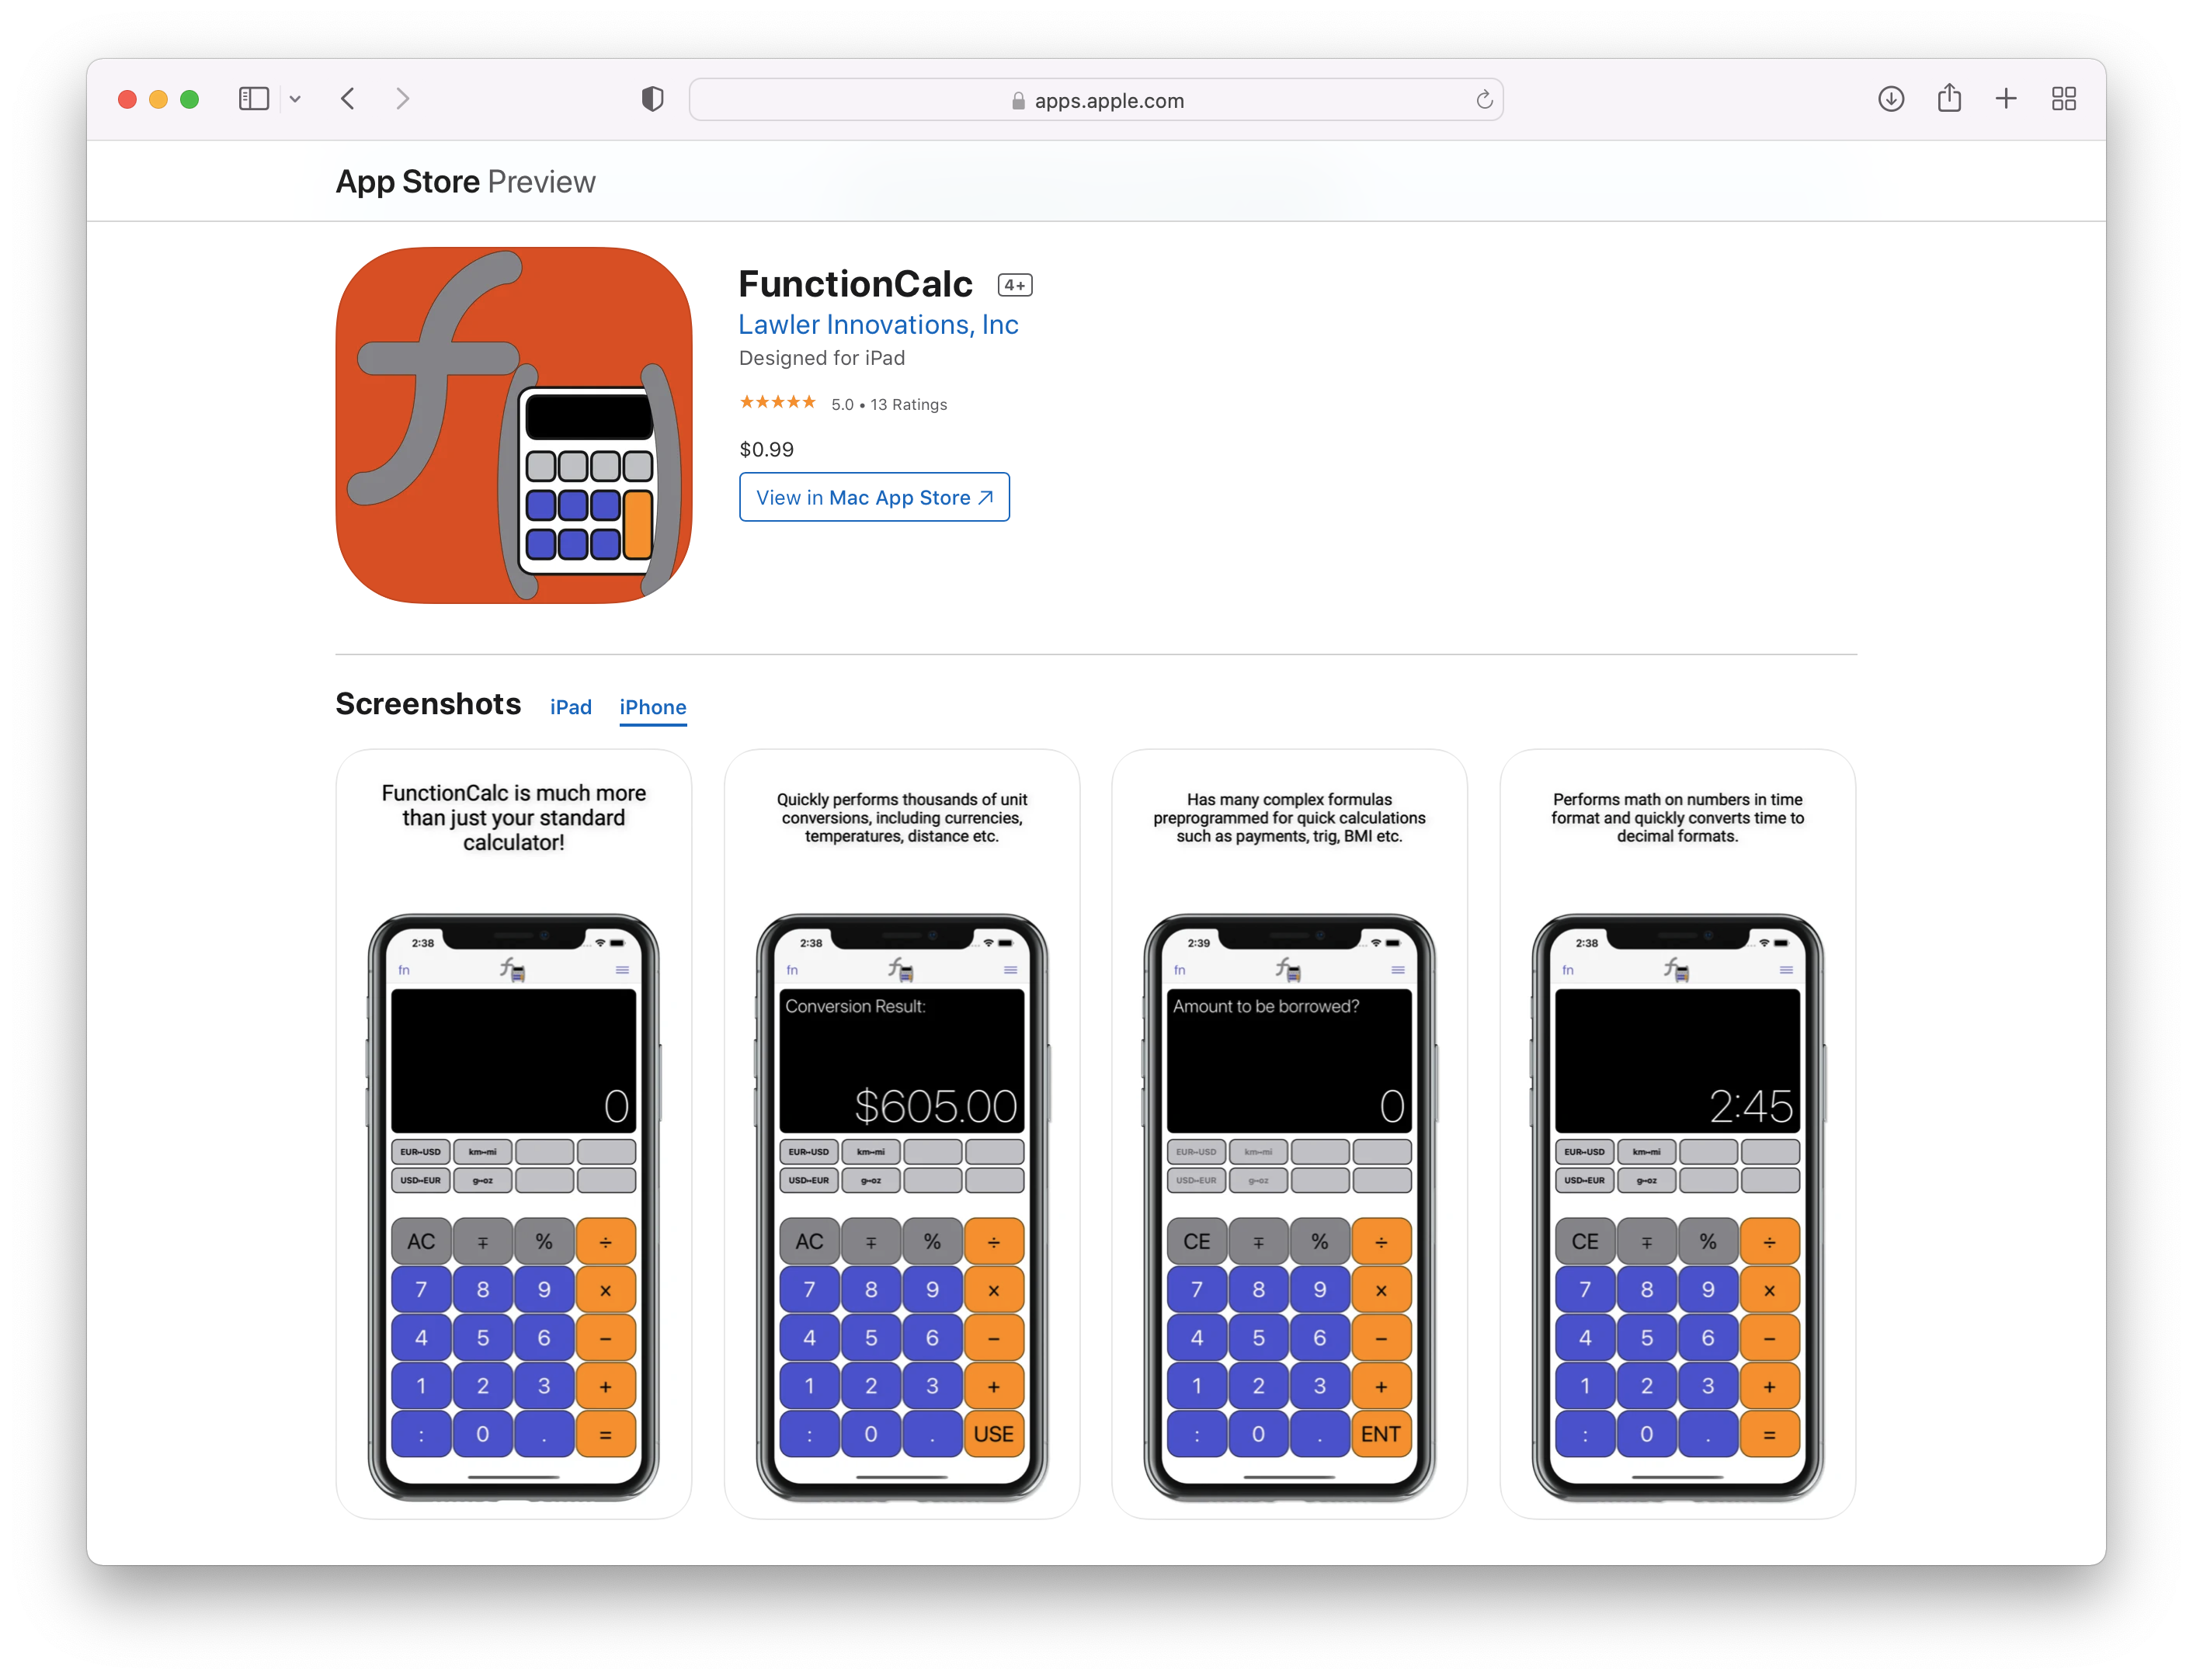 apps.apple.com
App Store Preview
FunctionCalc 4+
Lawler Innovations, Inc
Designed for iPad
★★★★★ 5.0 • 13 Ratings
$0.99
View in Mac App Store ↗
Screenshots iPad iPhone
FunctionCalc is much more
than just your standard
calculator!
2:38
fn
0
EUR↔USD km↔mi
USD↔EUR g↔oz
AC ∓ % ÷
7 8 9 ×
4 5 6 −
1 2 3 +
: 0 . =
Quickly performs thousands of unit
conversions, including currencies,
temperatures, distance etc.
2:38
fn
Conversion Result:
$605.00
EUR↔USD km↔mi
USD↔EUR g↔oz
AC ∓ % ÷
7 8 9 ×
4 5 6 −
1 2 3 +
: 0 . USE
Has many complex formulas
preprogrammed for quick calculations
such as payments, trig, BMI etc.
2:39
fn
Amount to be borrowed?
0
EUR↔USD km↔mi
USD↔EUR g↔oz
CE ∓ % ÷
7 8 9 ×
4 5 6 −
1 2 3 +
: 0 . ENT
Performs math on numbers in time
format and quickly converts time to
decimal formats.
2:38
fn
2:45
EUR↔USD km↔mi
USD↔EUR g↔oz
CE ∓ % ÷
7 8 9 ×
4 5 6 −
1 2 3 +
: 0 . =